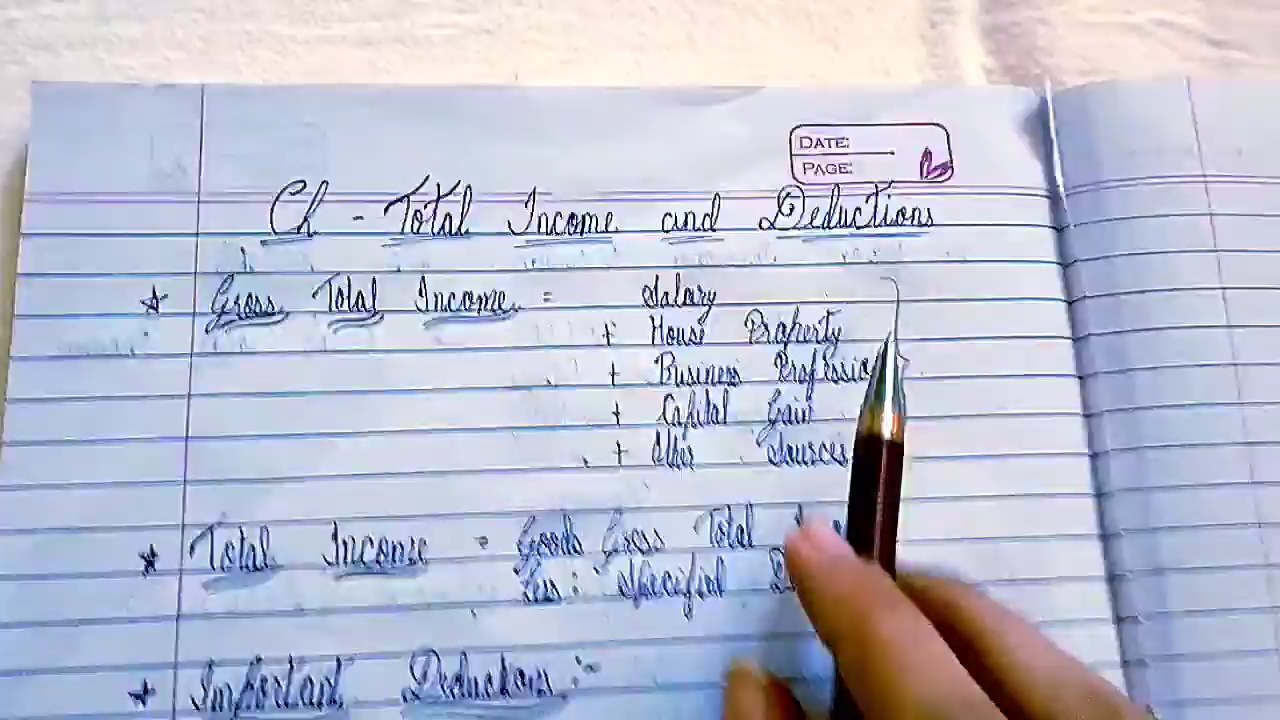 DATE:
PAGE:
Ch - Total Income and Deductions
★ Gross Total Income = Salary
+ House Property
+ Business Profession
+ Capital Gain
+ Other Sources
★ Total Income = Goods Gross Total
Less: Specified
★ Important Deductions :-